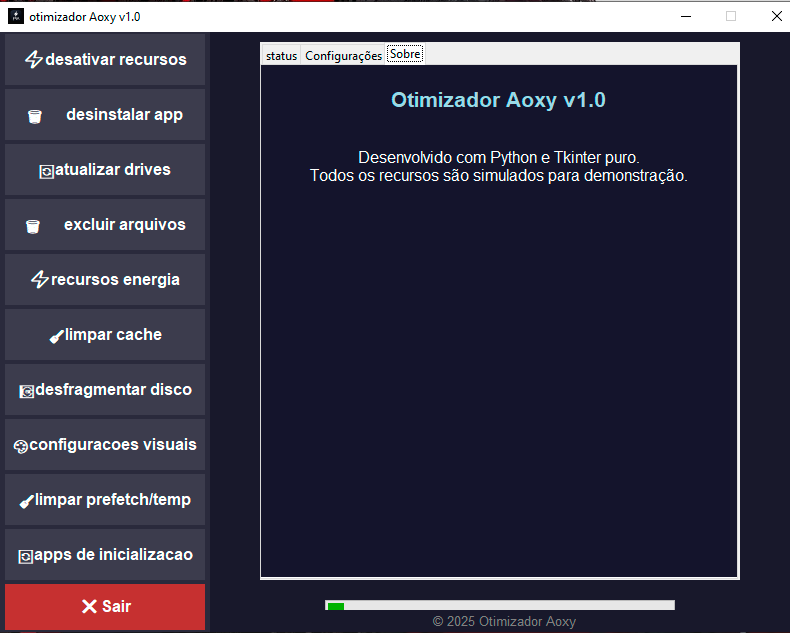 otimizador Aoxy v1.0
desativar recursos
desinstalar app
atualizar drives
excluir arquivos
recursos energia
limpar cache
desfragmentar disco
configuracoes visuais
limpar prefetch/temp
apps de inicializacao
Sair
status Configurações Sobre
Otimizador Aoxy v1.0
Desenvolvido com Python e Tkinter puro.
Todos os recursos são simulados para demonstração.
© 2025 Otimizador Aoxy